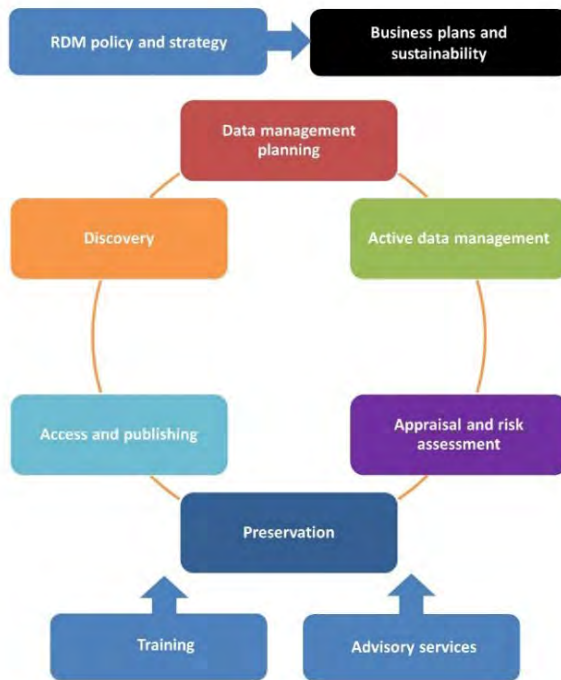 RDM policy and strategy
Business plans and
sustainability
Data management
planning
Discovery
Active data management
Access and publishing
Appraisal and risk
assessment
Preservation
Training
Advisory services